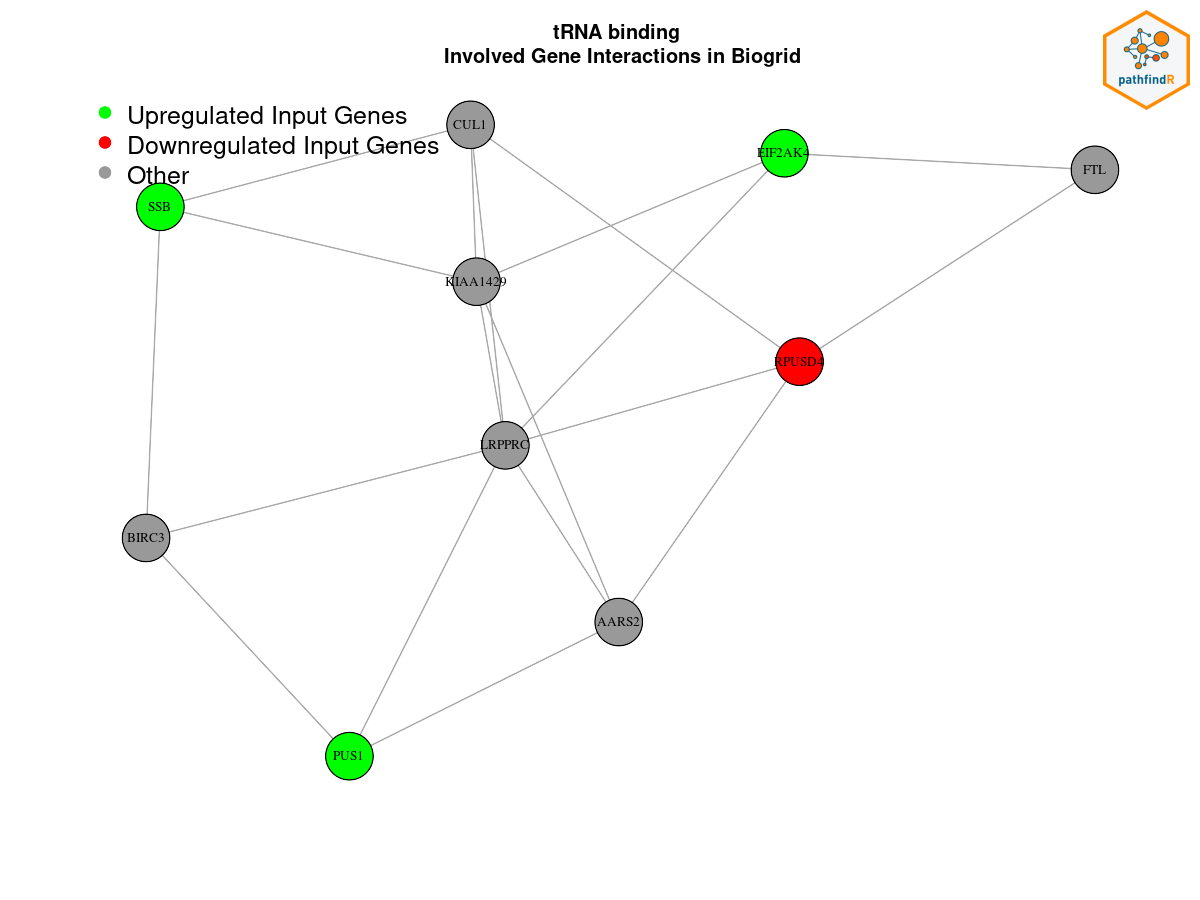 tRNA binding
Involved Gene Interactions in Biogrid
pathfindR
Upregulated Input Genes
Downregulated Input Genes
Other
CUL1
EIF2AK4
FTL
SSB
KIAA1429
RPUSD4
LRPPRC
BIRC3
AARS2
PUS1